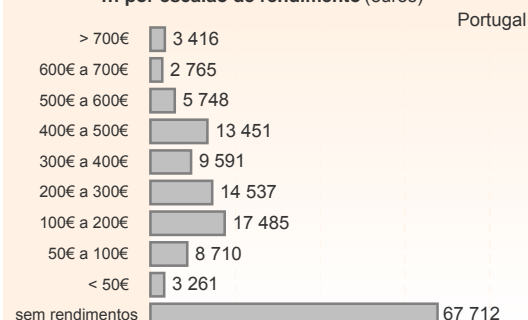 por escalão de rendimento (euros)
Portugal
> 700€ 3 416
600€ a 700€ 2 765
500€ a 600€ 5 748
400€ a 500€ 13 451
300€ a 400€ 9 591
200€ a 300€ 14 537
100€ a 200€ 17 485
50€ a 100€ 8 710
< 50€ 3 261
sem rendimentos 67 712